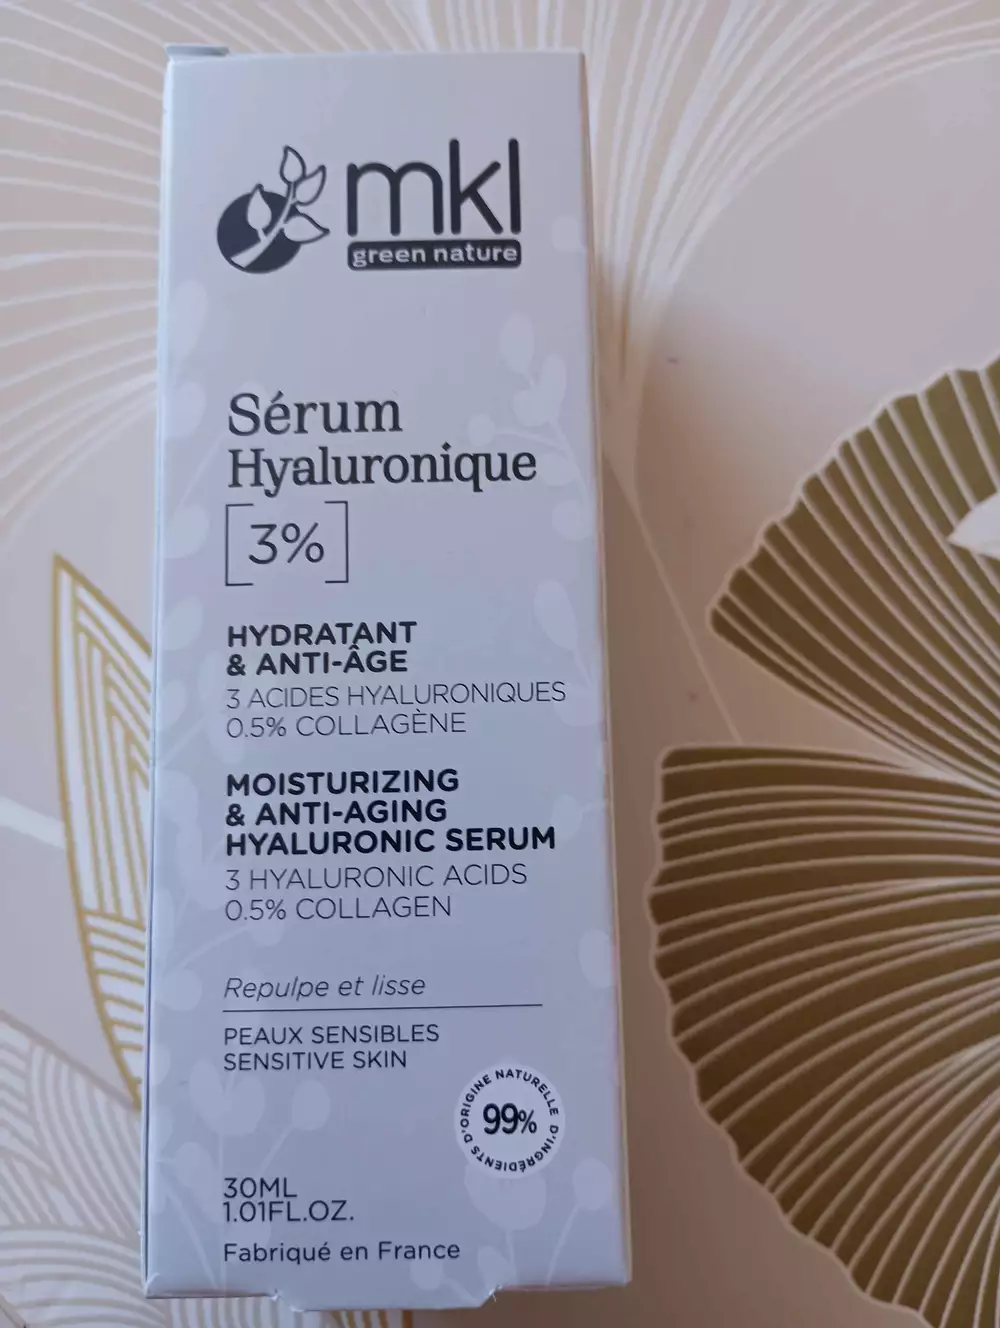 mkl
green nature
Sérum
Hyaluronique
[3%]
HYDRATANT
& ANTI-ÂGE
3 ACIDES HYALURONIQUES
0.5% COLLAGÈNE
MOISTURIZING
& ANTI-AGING
HYALURONIC SERUM
3 HYALURONIC ACIDS
0.5% COLLAGEN
Repulpe et lisse
PEAUX SENSIBLES
SENSITIVE SKIN
99%
D'INGRÉDIENTS D'ORIGINE NATURELLE
30ML
1.01FL.OZ.
Fabriqué en France